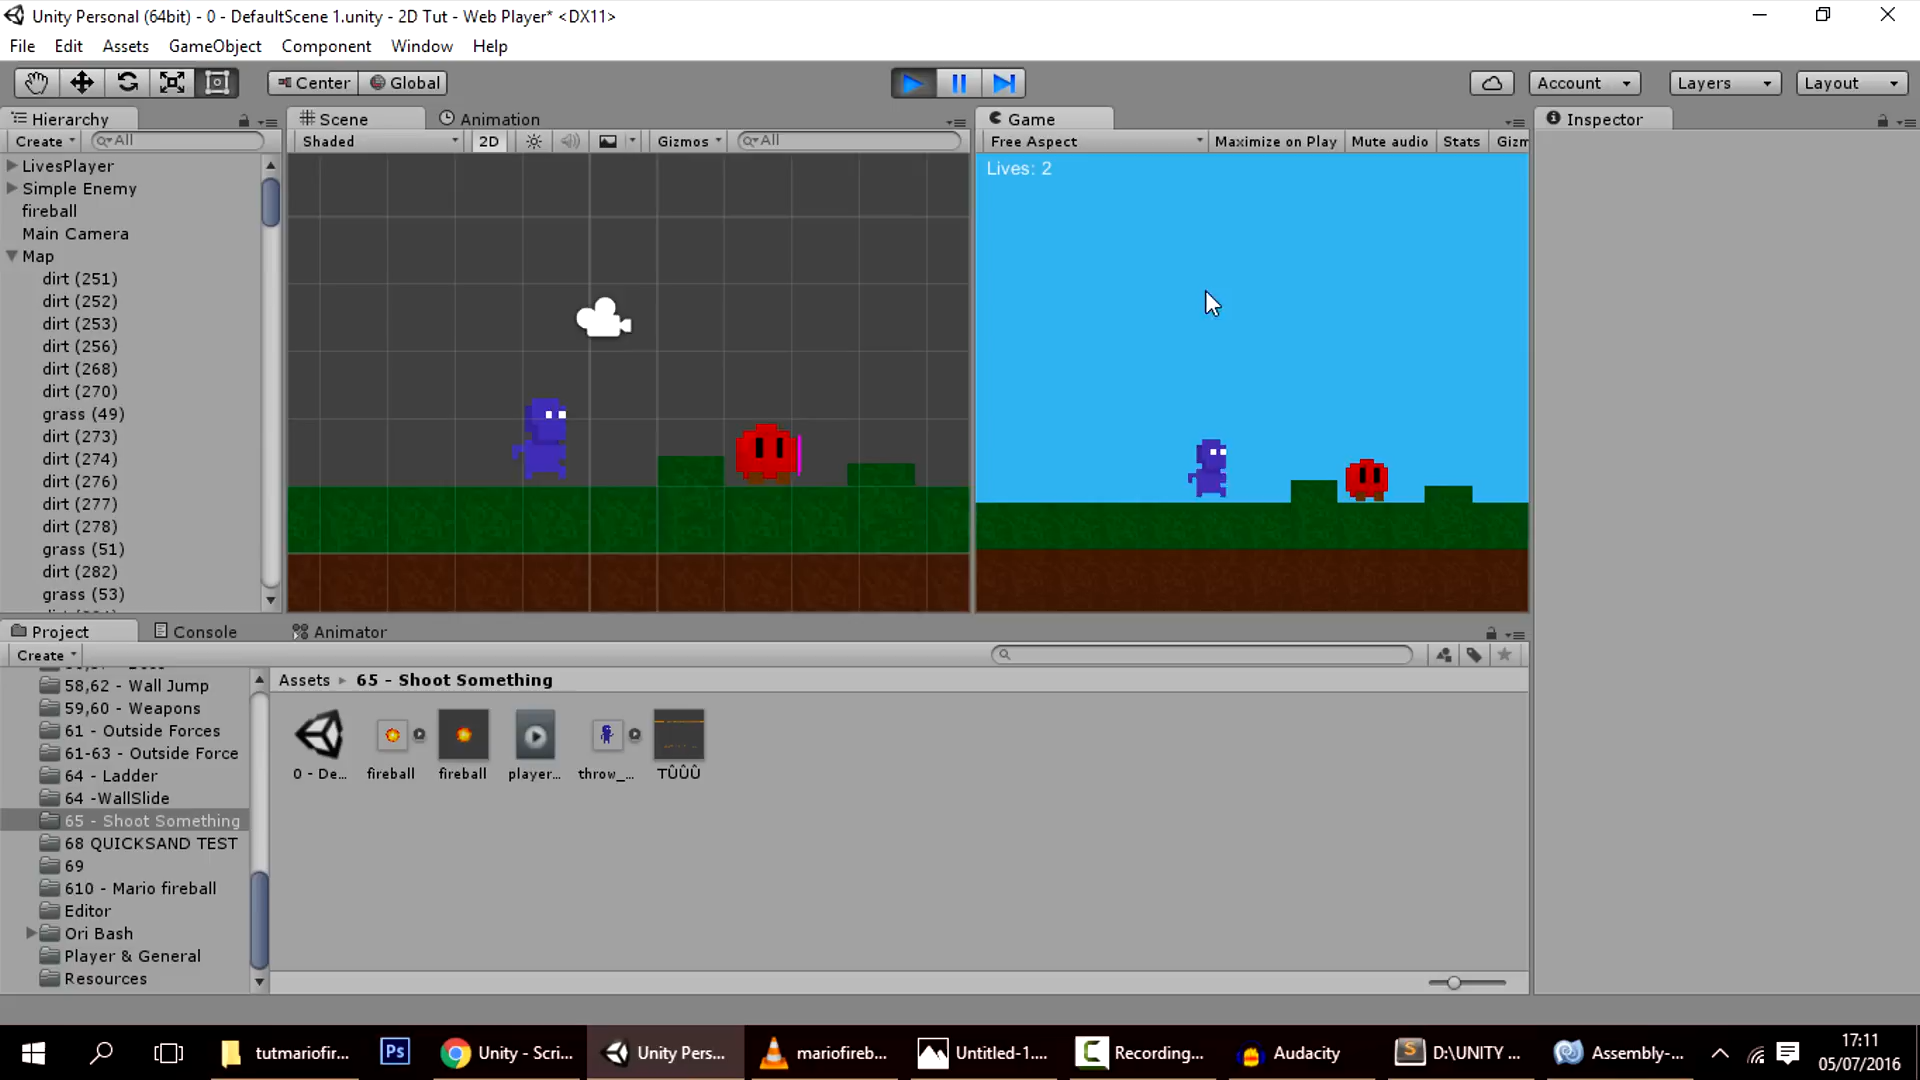 Unity Personal (64bit) - 0 - DefaultScene 1.unity - 2D Tut - Web Player* <DX11>
File Edit Assets GameObject Component Window Help
Center Global Account Layers Layout
Hierarchy Scene Animation Game Inspector
Create All Shaded 2D Gizmos All Free Aspect Maximize on Play Mute audio Stats Gizm
LivesPlayer
Simple Enemy
fireball
Main Camera
Map
dirt (251)
dirt (252)
dirt (253)
dirt (256)
dirt (268)
dirt (270)
grass (49)
dirt (273)
dirt (274)
dirt (276)
dirt (277)
dirt (278)
grass (51)
dirt (282)
grass (53)
Lives: 2
Project Console Animator
Create
58,62 - Wall Jump
59,60 - Weapons
61 - Outside Forces
61-63 - Outside Force
64 - Ladder
64 -WallSlide
65 - Shoot Something
68 QUICKSAND TEST
69
610 - Mario fireball
Editor
Ori Bash
Player & General
Resources
Assets 65 - Shoot Something
0 - De... fireball fireball player... throw_... TÛÛÛ
tutmariofir... Ps Unity - Scri... Unity Pers... mariofireb... Untitled-1.... Recording... Audacity D:\UNITY ... Assembly-...
17:11
05/07/2016